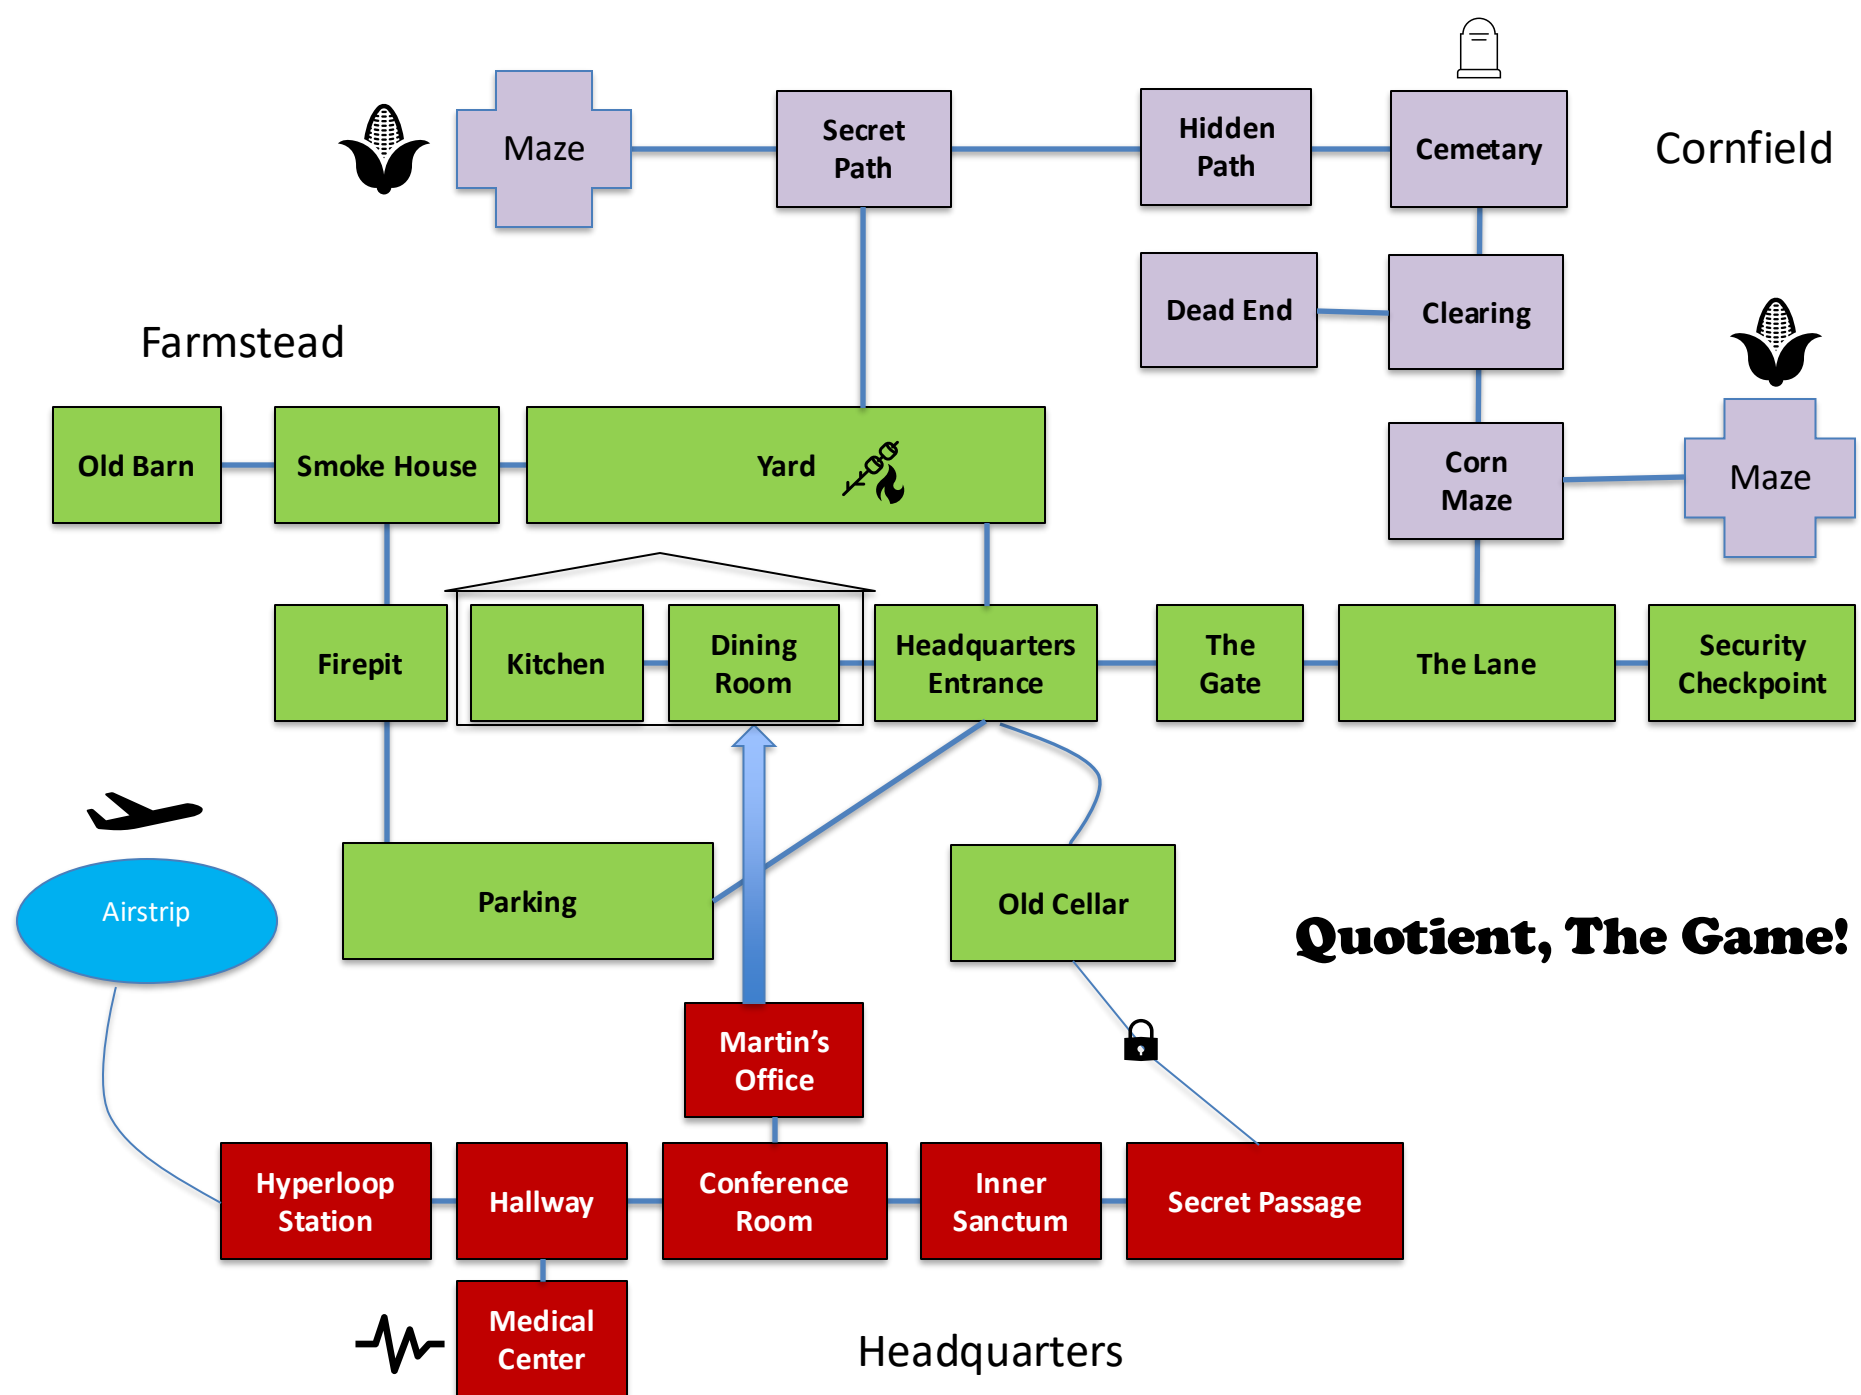 Maze
Secret
Path
Hidden
Path
Cemetary
Cornfield
Dead End
Clearing
Farmstead
Old Barn
Smoke House
Yard
Corn
Maze
Maze
Firepit
Kitchen
Dining
Room
Headquarters
Entrance
The
Gate
The Lane
Security
Checkpoint
Airstrip
Parking
Old Cellar
Quotient, The Game!
Martin's
Office
Hyperloop
Station
Hallway
Conference
Room
Inner
Sanctum
Secret Passage
Medical
Center
Headquarters